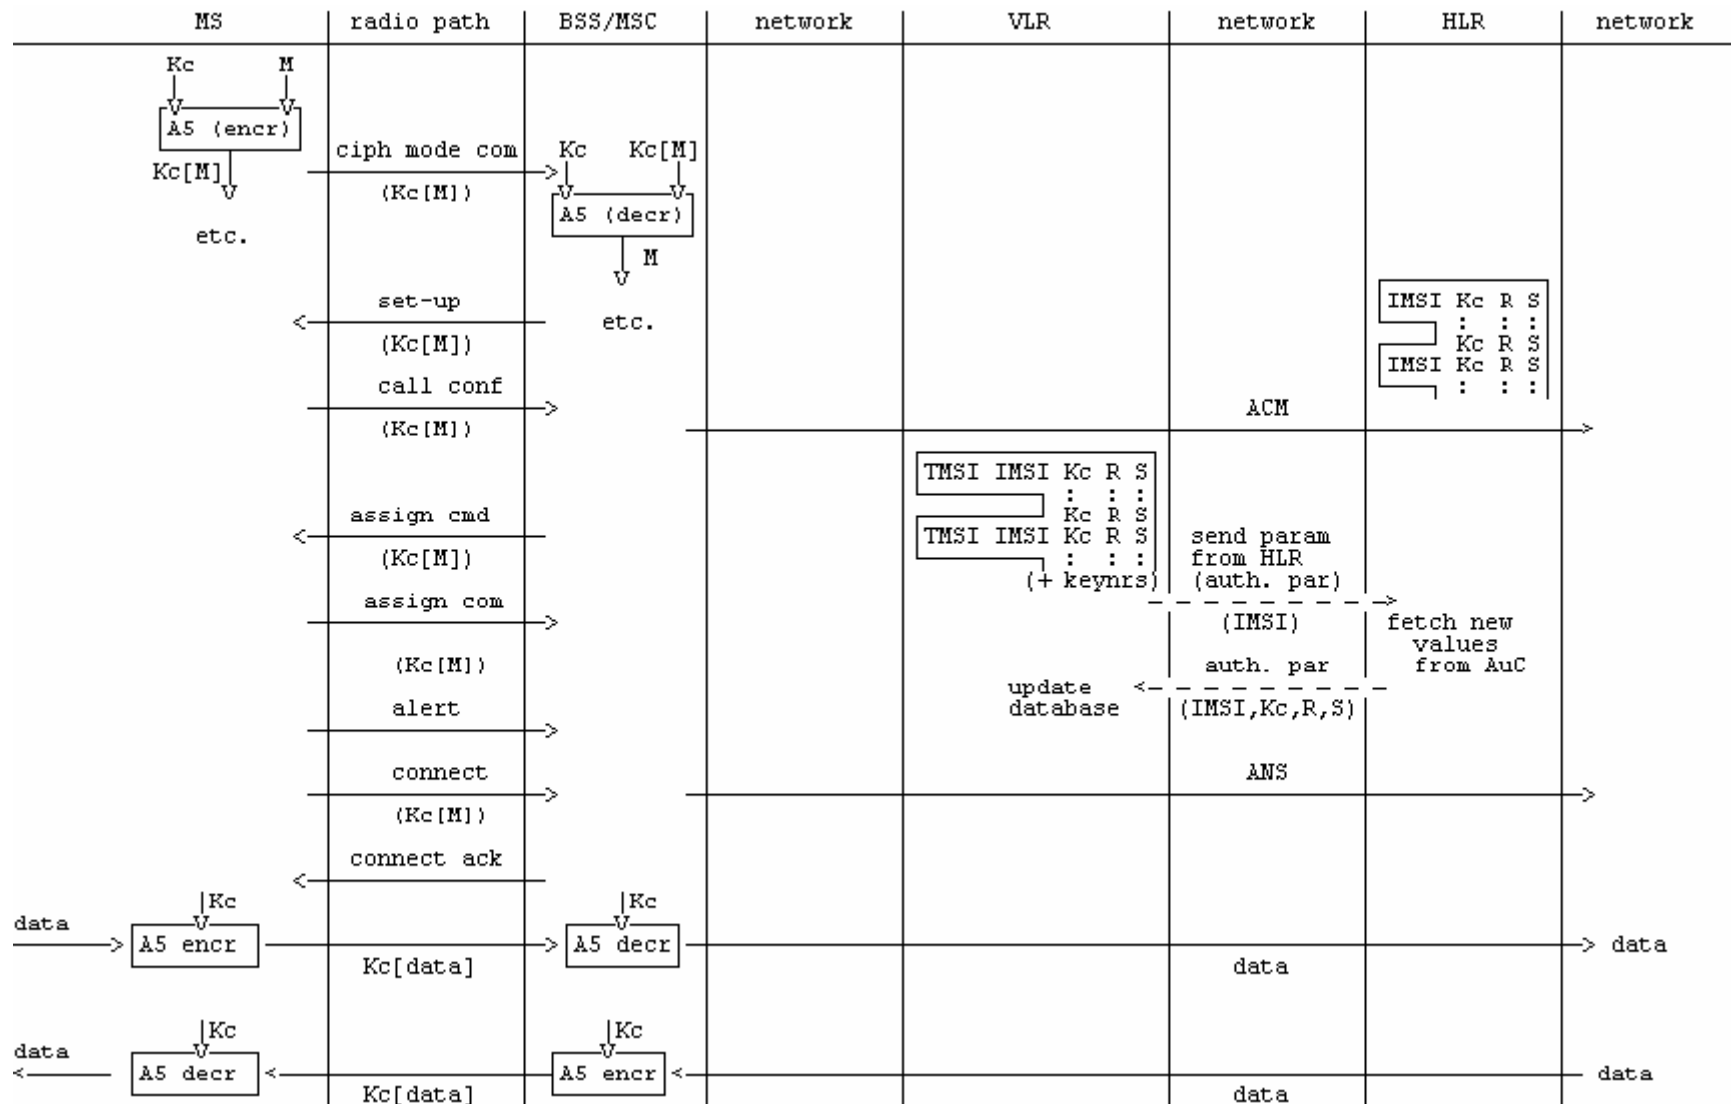 MS radio path BSS/MSC network VLR network HLR network
Kc M
A5 (encr)
ciph mode com Kc Kc[M]
Kc[M]
(Kc[M])
A5 (decr)
etc.
M
set-up IMSI Kc R S
etc. : : :
(Kc[M]) Kc R S
IMSI Kc R S
call conf : : :
ACM
(Kc[M])
TMSI IMSI Kc R S
: : :
assign cmd Kc R S
TMSI IMSI Kc R S send param
(Kc[M]) : : : from HLR
(+ keynrs) (auth. par)
assign com
(IMSI) fetch new
values
(Kc[M]) auth. par from AuC
update
alert database (IMSI,Kc,R,S)
connect ANS
(Kc[M])
connect ack
Kc Kc
data
A5 encr A5 decr data
Kc[data] data
Kc Kc
data
A5 decr A5 encr data
Kc[data] data